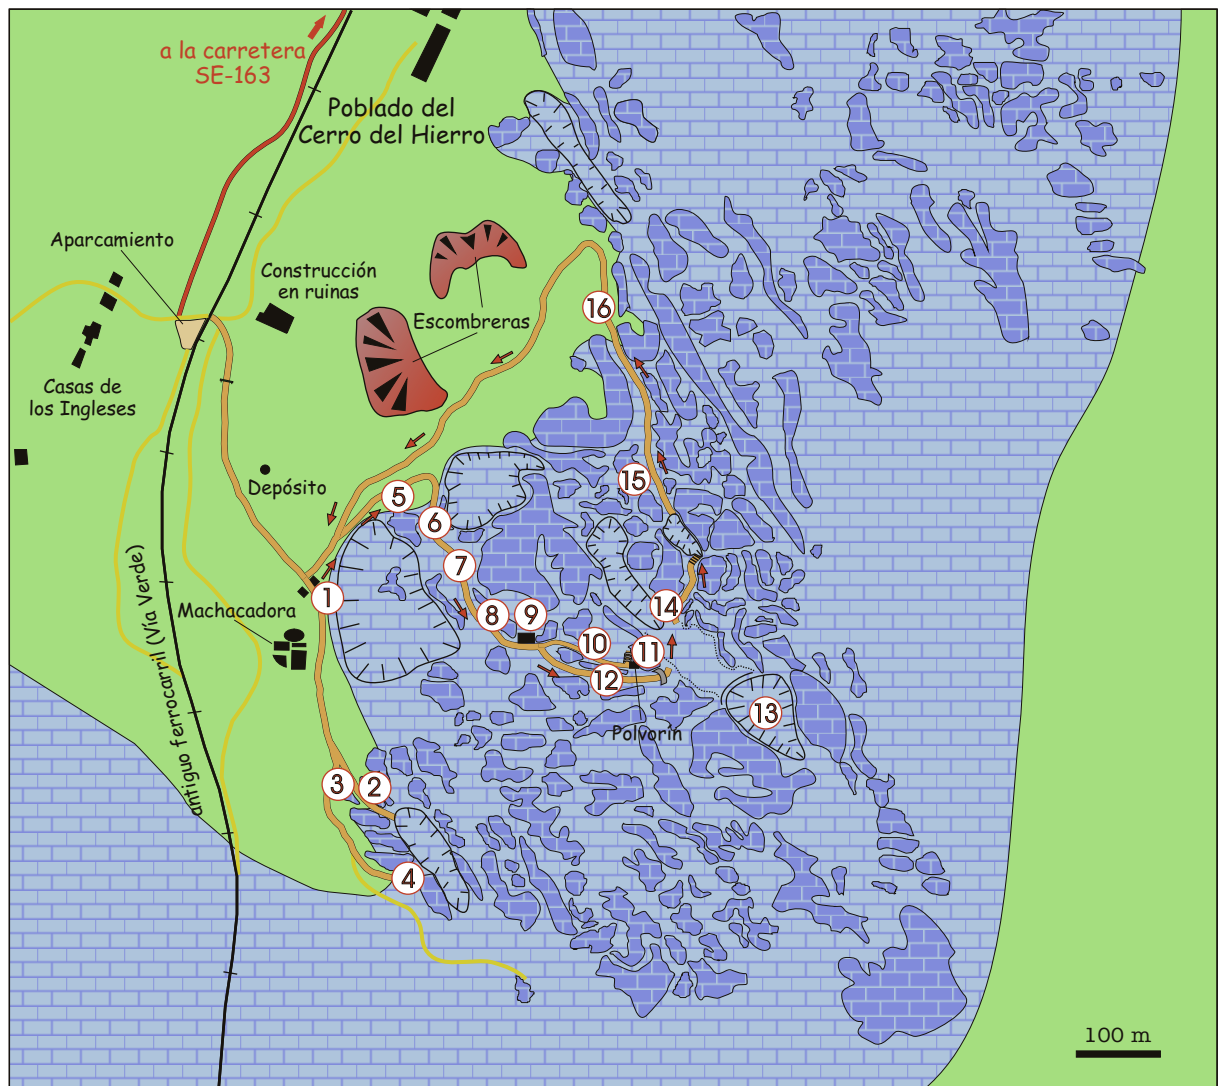 a la carretera
SE-163
Poblado del
Cerro del Hierro
Aparcamiento
Construcción
en ruinas
Escombreras
Casas de
los Ingleses
Depósito
Machacadora
antiguo ferrocarril (Vía Verde)
Polvorín
1
2
3
4
5
6
7
8
9
10
11
12
13
14
15
16
100 m